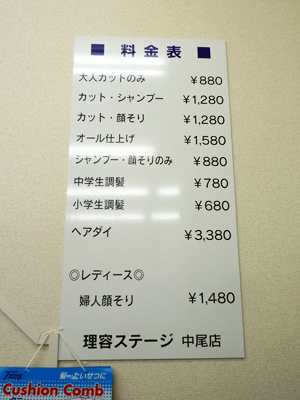 ■ 料金表 ■
大人カットのみ ￥880
カット・シャンプー ￥1,280
カット・顔そり ￥1,280
オール仕上げ ￥1,580
シャンプー・顔そりのみ ￥880
中学生調髪 ￥780
小学生調髪 ￥680
ヘアダイ ￥3,380
◎レディース◎
婦人顔そり ￥1,480
理容ステージ 中尾店
Cushion Comb